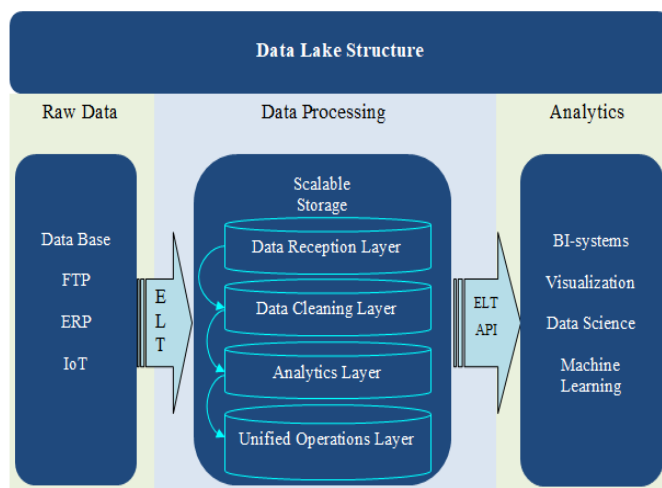 Data Lake Structure
Raw Data
Data Processing
Analytics
Data Base
FTP
ERP
IoT
E
L
T
Scalable
Storage
Data Reception Layer
Data Cleaning Layer
Analytics Layer
Unified Operations Layer
ELT
API
BI-systems
Visualization
Data Science
Machine
Learning